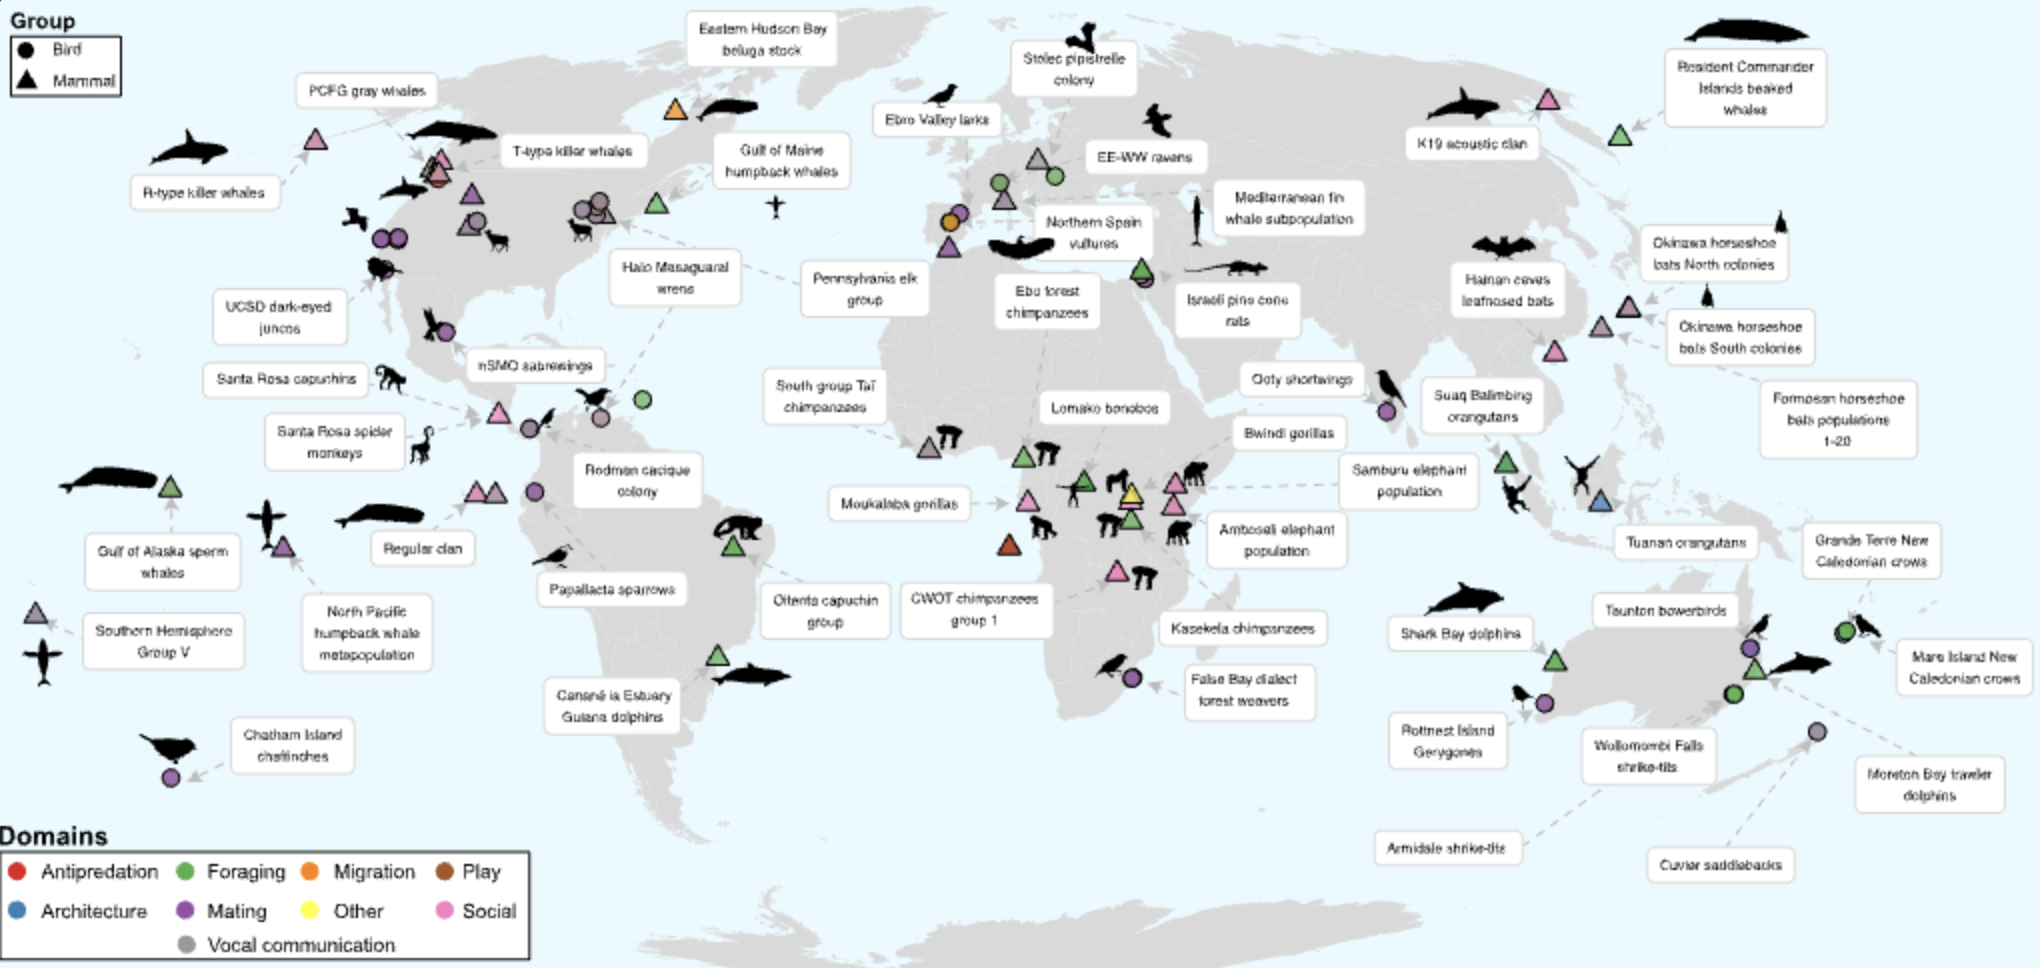 Group
Bird
Mammal
Eastern Hudson Bay
beluga stock
Stolec pipistrelle
colony
PCFG gray whales
Ebro Valley larks
Resident Commander
Islands beaked
whales
K19 acoustic clan
T-type killer whales
Gulf of Maine
humpback whales
EE-WW ravens
R-type killer whales
Mediterranean fin
whale subpopulation
Northern Spain
vultures
Okinawa horseshoe
bats North colonies
Halo Masaguaral
wrens
Pennsylvania elk
group
Ebo forest
chimpanzees
Israeli pine cone
rats
Hainan caves
leafnosed bats
UCSD dark-eyed
juncos
Okinawa horseshoe
bats South colonies
nSMO sabrewings
Santa Rosa capuchins
South group Taï
chimpanzees
Lomako bonobos
Ooty shortwings
Suaq Balimbing
orangutans
Formosan horseshoe
bats populations
1-20
Santa Rosa spider
monkeys
Bwindi gorillas
Rodman cacique
colony
Samburu elephant
population
Moukalaba gorillas
Amboseli elephant
population
Gulf of Alaska sperm
whales
Regular clan
Tuanan orangutans
Grande Terre New
Caledonian crows
Papallacta sparrows
Oitenta capuchin
group
CWOT chimpanzees
group 1
Kasekela chimpanzees
Taunton bowerbirds
Shark Bay dolphins
Southern Hemisphere
Group V
North Pacific
humpback whale
metapopulation
Mare Island New
Caledonian crows
Cananéia Estuary
Guiana dolphins
False Bay dialect
forest weavers
Chatham Island
chaffinches
Rottnest Island
Gerygones
Wollomombi Falls
shrike-tits
Moreton Bay trawler
dolphins
Armidale shrike-tits
Cuvier saddlebacks
Domains
Antipredation
Foraging
Migration
Play
Architecture
Mating
Other
Social
Vocal communication